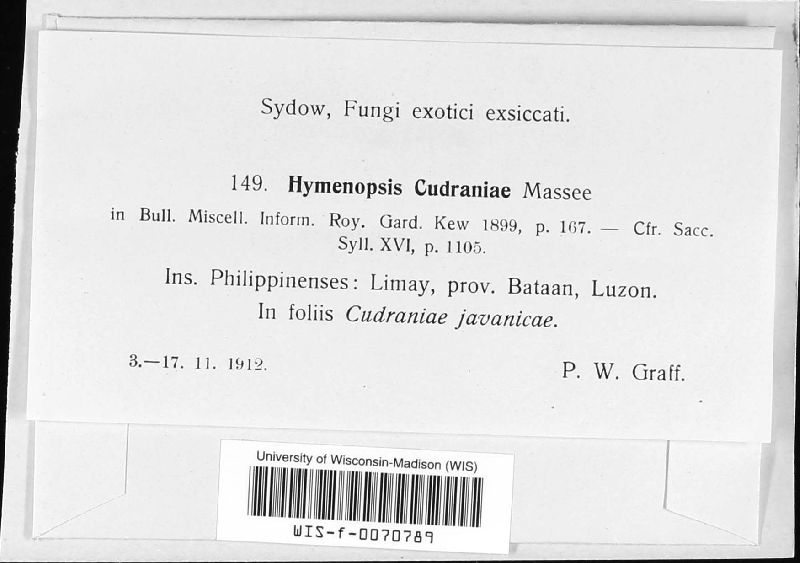 Sydow, Fungi exotici exsiccati.
149. Hymenopsis Cudraniae Massee
in Bull. Miscell. Inform. Roy. Gard. Kew 1899, p. 167. — Cfr. Sacc.
Syll. XVI, p. 1105.
Ins. Philippinenses: Limay, prov. Bataan, Luzon.
In foliis Cudraniae javanicae.
3.—17. 11. 1912.
P. W. Graff.
University of Wisconsin-Madison (WIS)
WIS-f-0070789